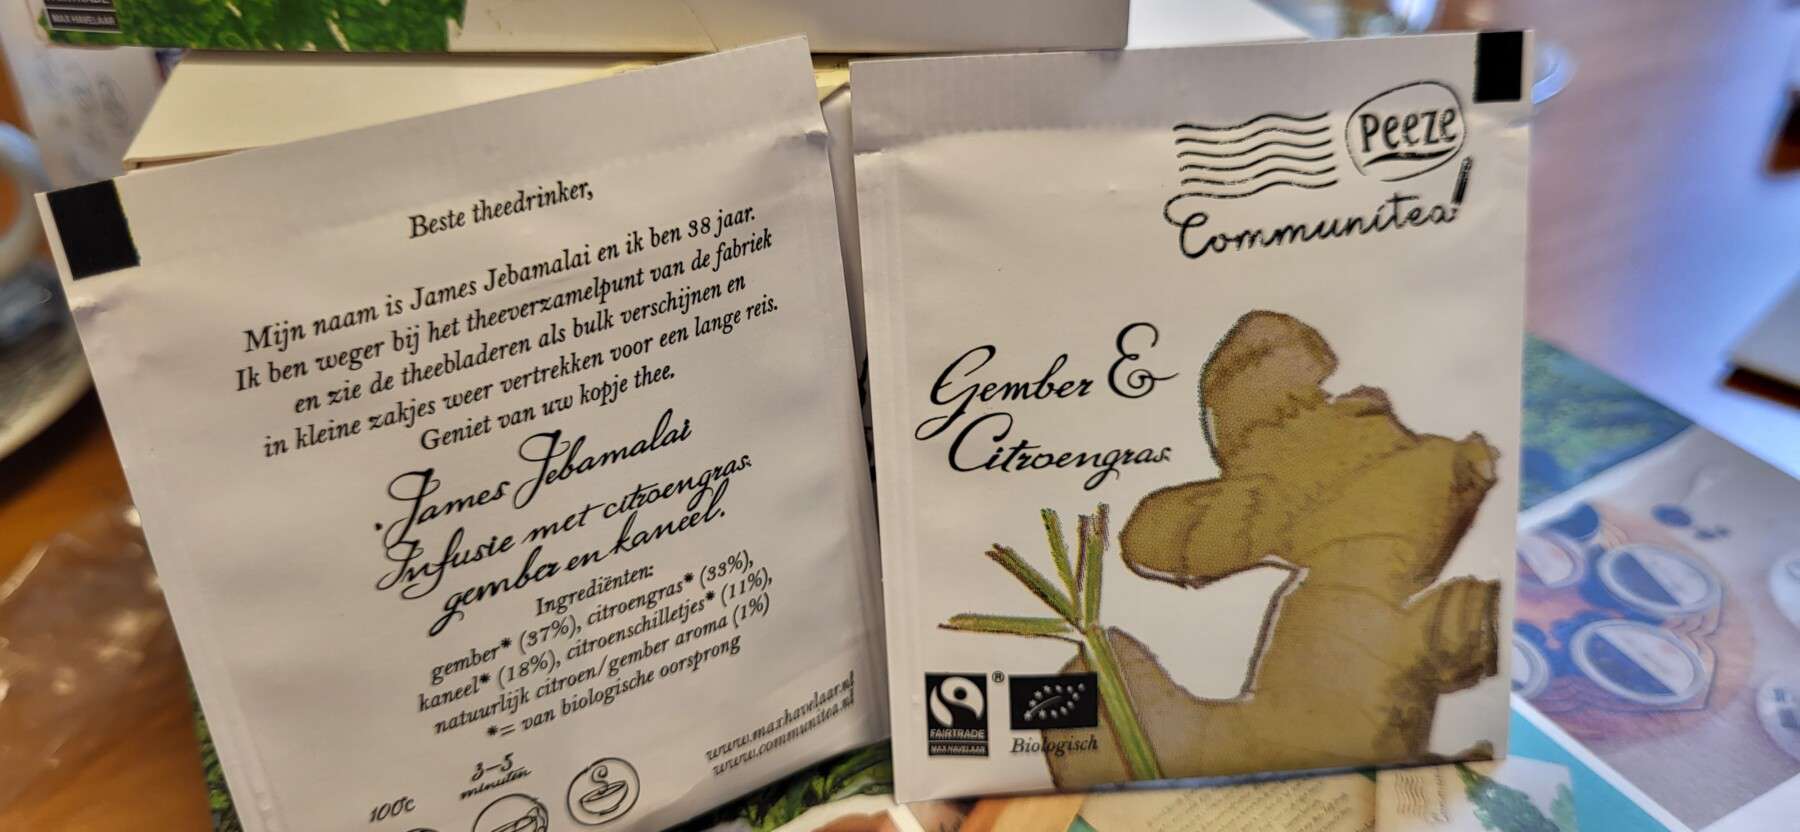 MAX HAVELAAR
Beste theedrinker,
Mijn naam is James Jebamalai en ik ben 38 jaar.
Ik ben weger bij het theeverzamelpunt van de fabriek
en zie de theebladeren als bulk verschijnen en
in kleine zakjes weer vertrekken voor een lange reis.
Geniet van uw kopje thee.
James Jebamalai
Infusie met citroengras,
gember en kaneel.
Ingrediënten:
gember* (37%), citroengras* (33%),
kaneel* (18%), citroenschilletjes* (11%),
natuurlijk citroen/gember aroma (1%)
*= van biologische oorsprong
www.maxhavelaar.nl
www.communitea.nl
3-5
minuten
100°c
Peeze
Communitea
Gember &
Citroengras
®
FAIRTRADE
MAX HAVELAAR
Biologisch